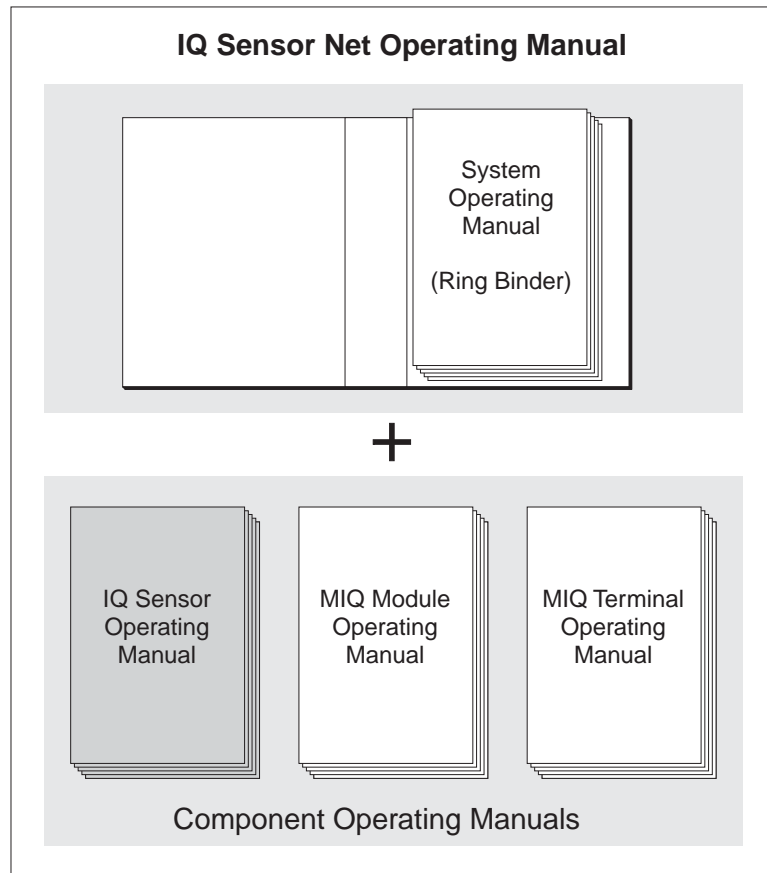 IQ Sensor Net Operating Manual
System
Operating
Manual
(Ring Binder)
+
IQ Sensor
Operating
Manual
MIQ Module
Operating
Manual
MIQ Terminal
Operating
Manual
Component Operating Manuals